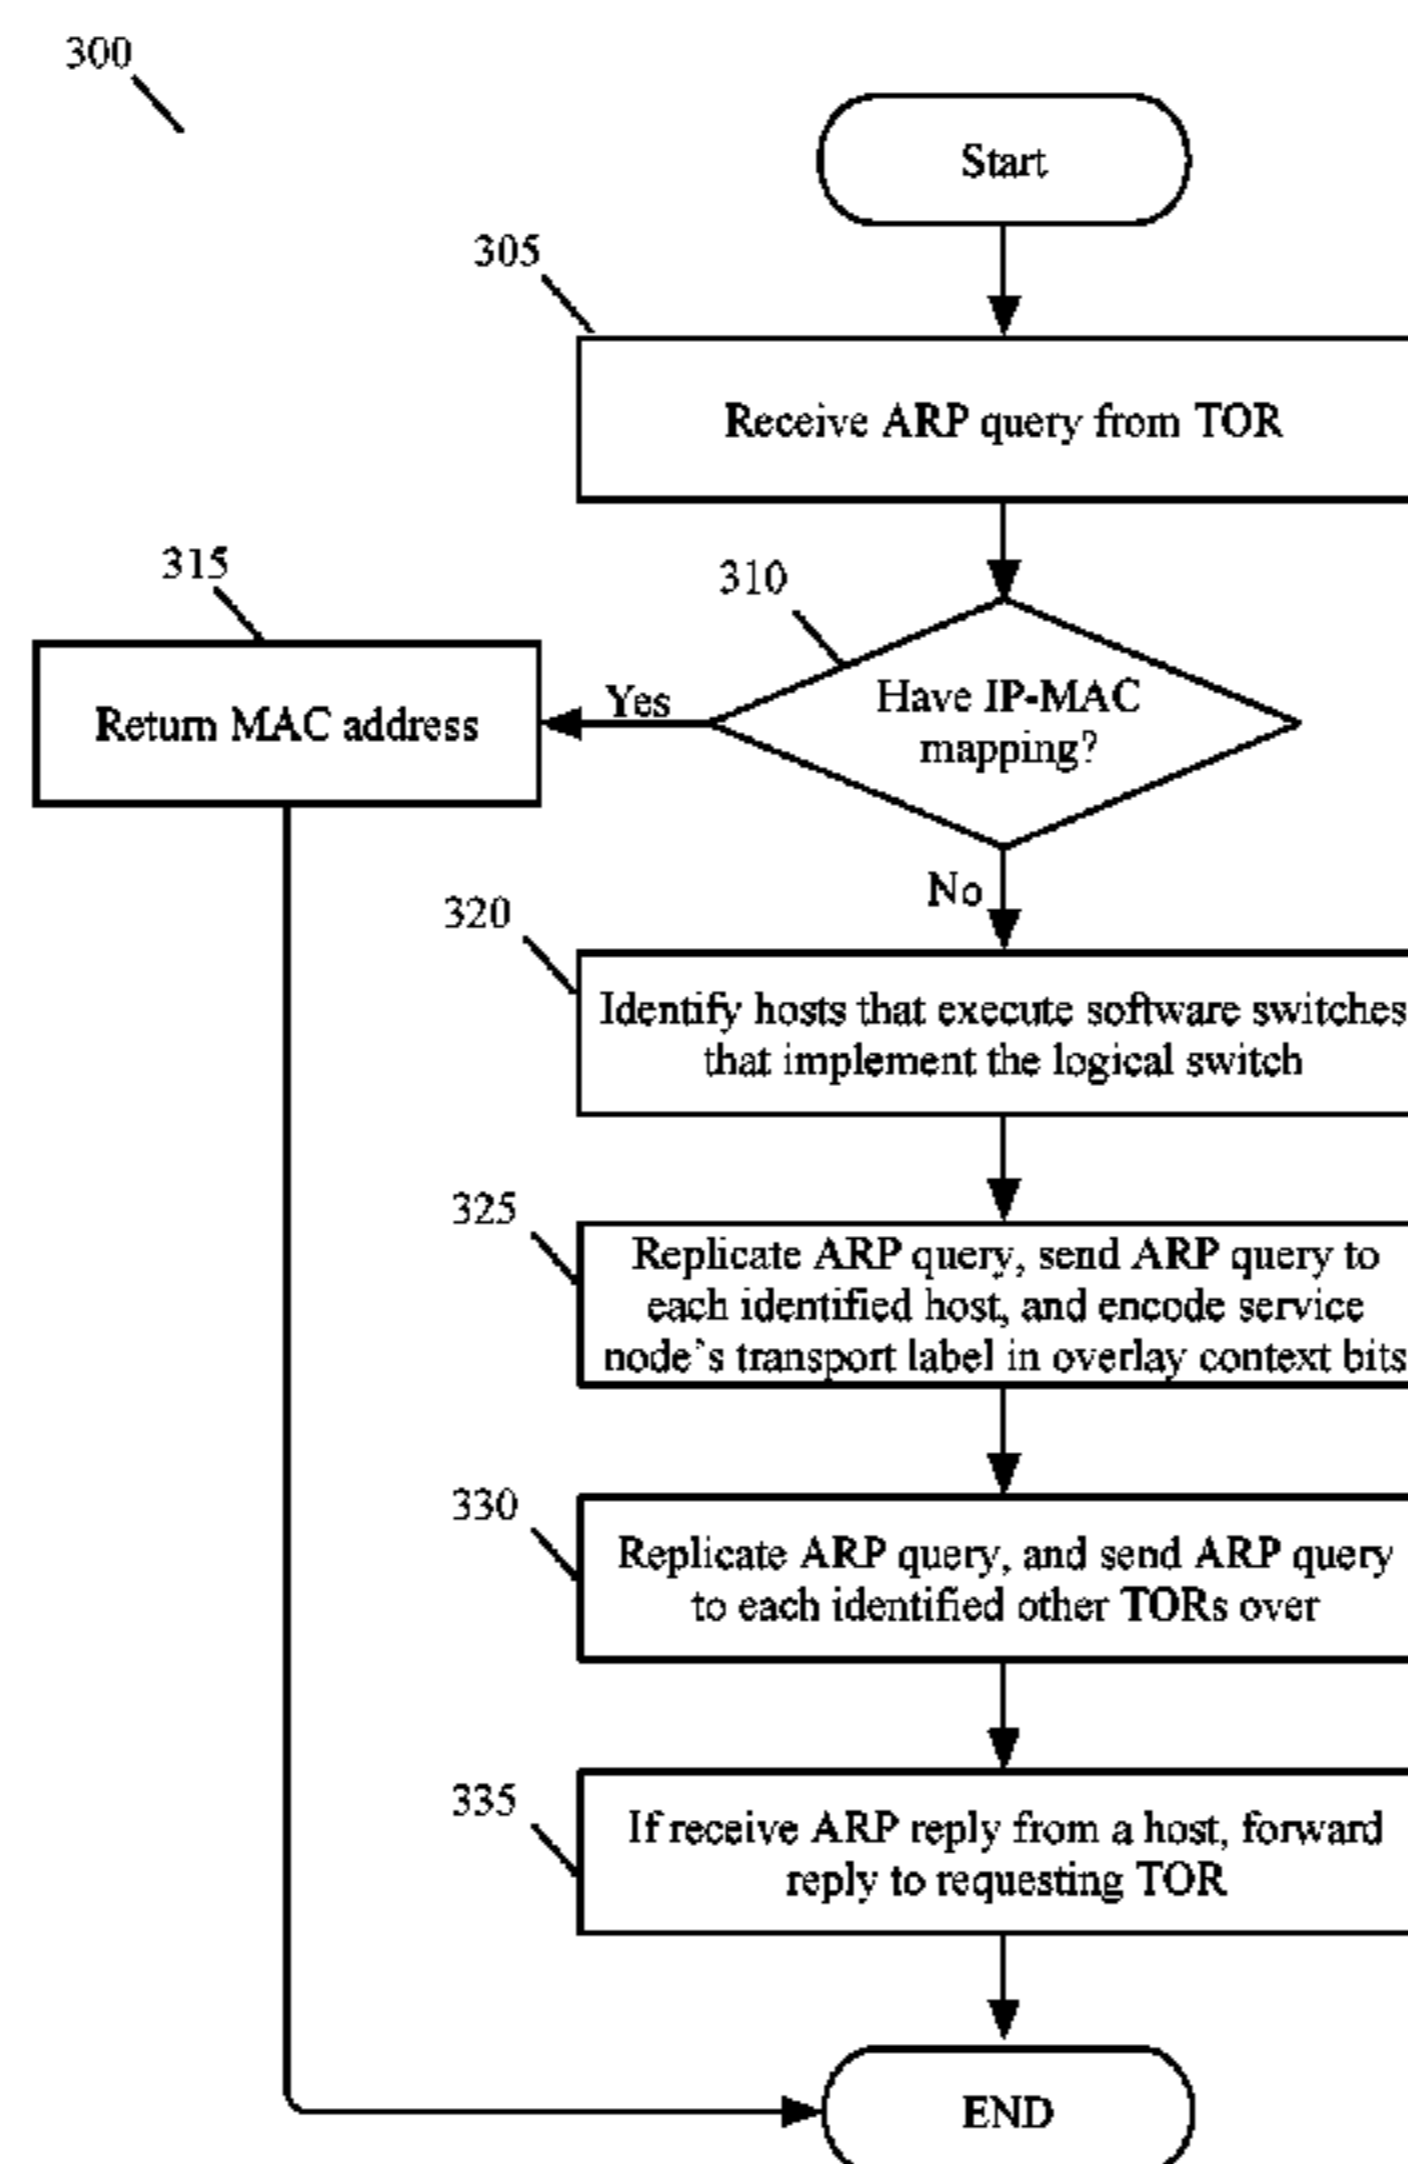 300
Start
305
Receive ARP query from TOR
315
310
Return MAC address
Yes
Have IP-MAC
mapping?
No
320
Identify hosts that execute software switches
that implement the logical switch
325
Replicate ARP query, send ARP query to
each identified host, and encode service
node's transport label in overlay context bits
330
Replicate ARP query, and send ARP query
to each identified other TORs over
335
If receive ARP reply from a host, forward
reply to requesting TOR
END